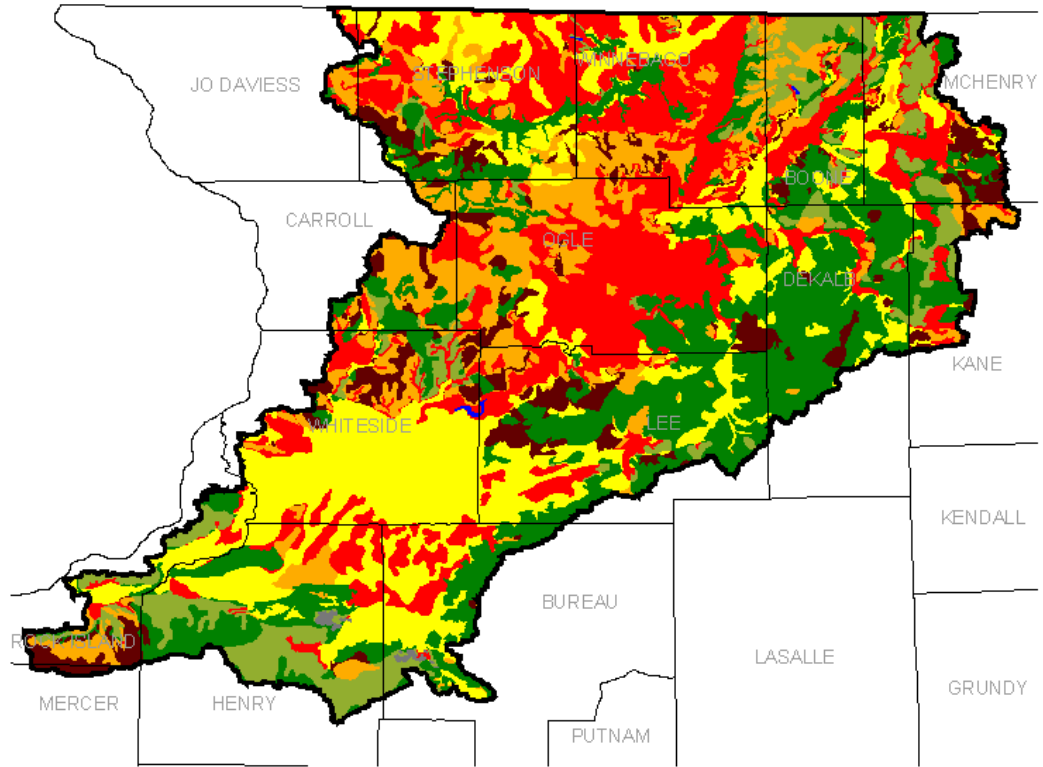 WINNEBAGO
STEPHENSON
JO DAVIESS
MCHENRY
BOONE
CARROLL
OGLE
DEKALB
KANE
WHITESIDE
LEE
KENDALL
BUREAU
ROCK ISLAND
LASALLE
GRUNDY
MERCER
HENRY
PUTNAM